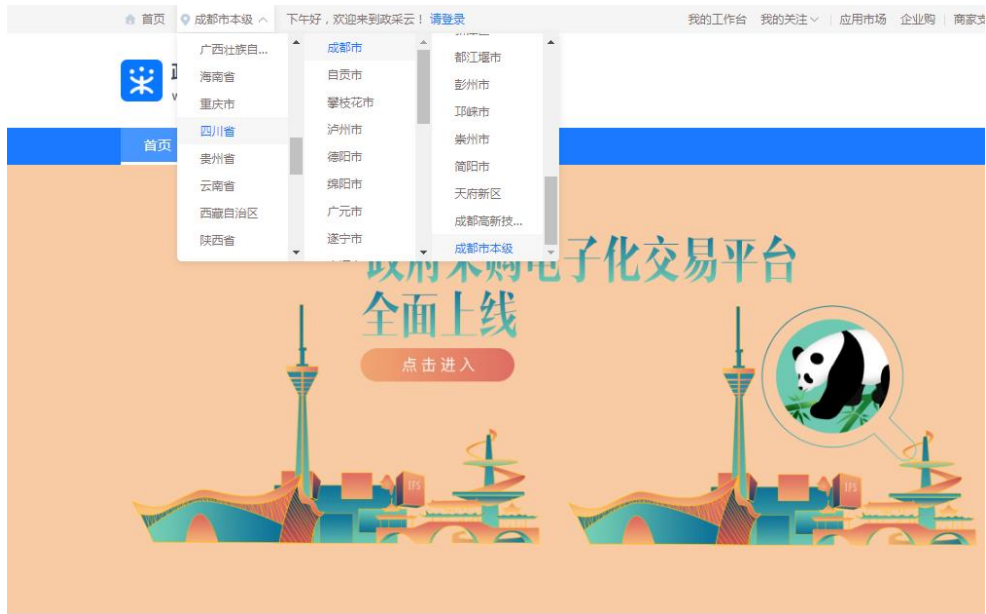 首页 成都市本级 下午好，欢迎来到政采云！请登录 我的工作台 我的关注 应用市场 企业购 商家支
广西壮族自...
海南省
重庆市
四川省
贵州省
云南省
西藏自治区
陕西省
成都市
自贡市
攀枝花市
泸州市
德阳市
绵阳市
广元市
遂宁市
都江堰市
彭州市
邛崃市
崇州市
简阳市
天府新区
成都高新技...
成都市本级
首页
政府采购电子化交易平台
全面上线
点击进入
IFS
IFS